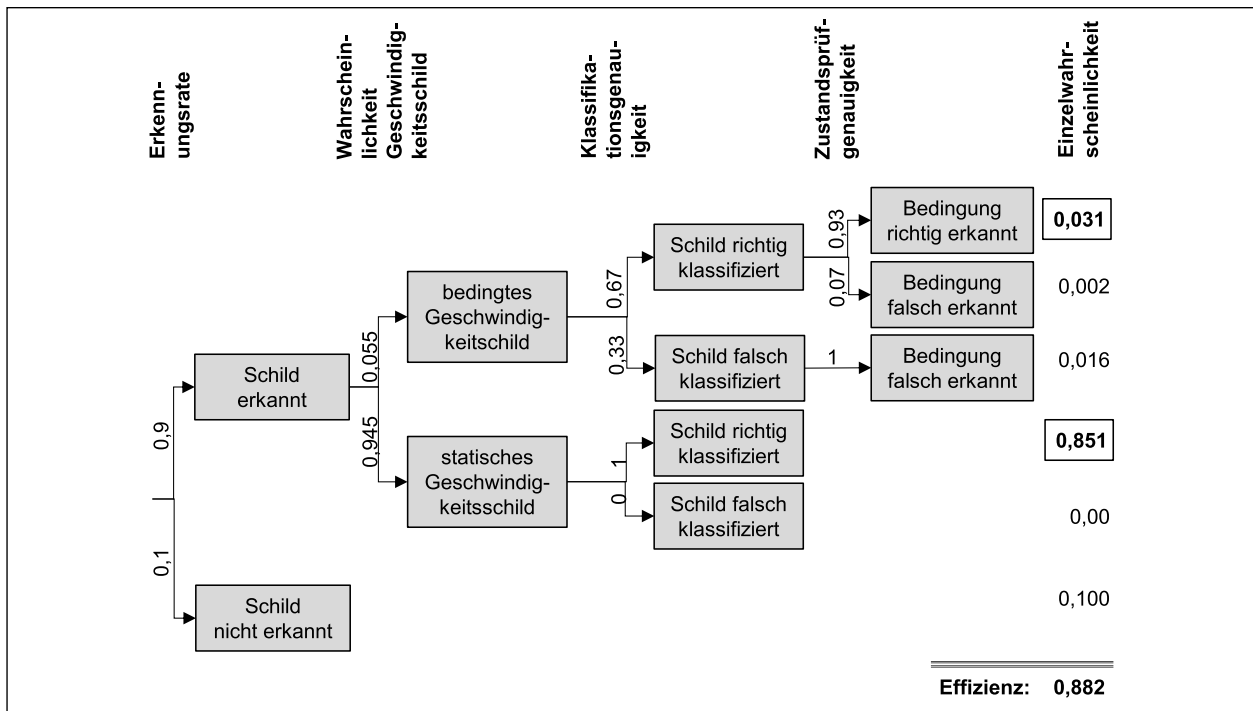 Erkenn-
ungsrate
Wahrschein-
lichkeit
Geschwindig-
keitsschild
Klassifika-
tionsgenau-
igkeit
Zustandsprüf-
genauigkeit
Einzelwahr-
scheinlichkeit
0,9
0,1
Schild
erkannt
Schild
nicht erkannt
0,055
0,945
bedingtes
Geschwindig-
keitschild
statisches
Geschwindig-
keitsschild
0,67
0,33
1
0
Schild richtig
klassifiziert
Schild falsch
klassifiziert
Schild richtig
klassifiziert
Schild falsch
klassifiziert
0,93
0,07
1
Bedingung
richtig erkannt
Bedingung
falsch erkannt
Bedingung
falsch erkannt
0,031
0,002
0,016
0,851
0,00
0,100
Effizienz: 0,882